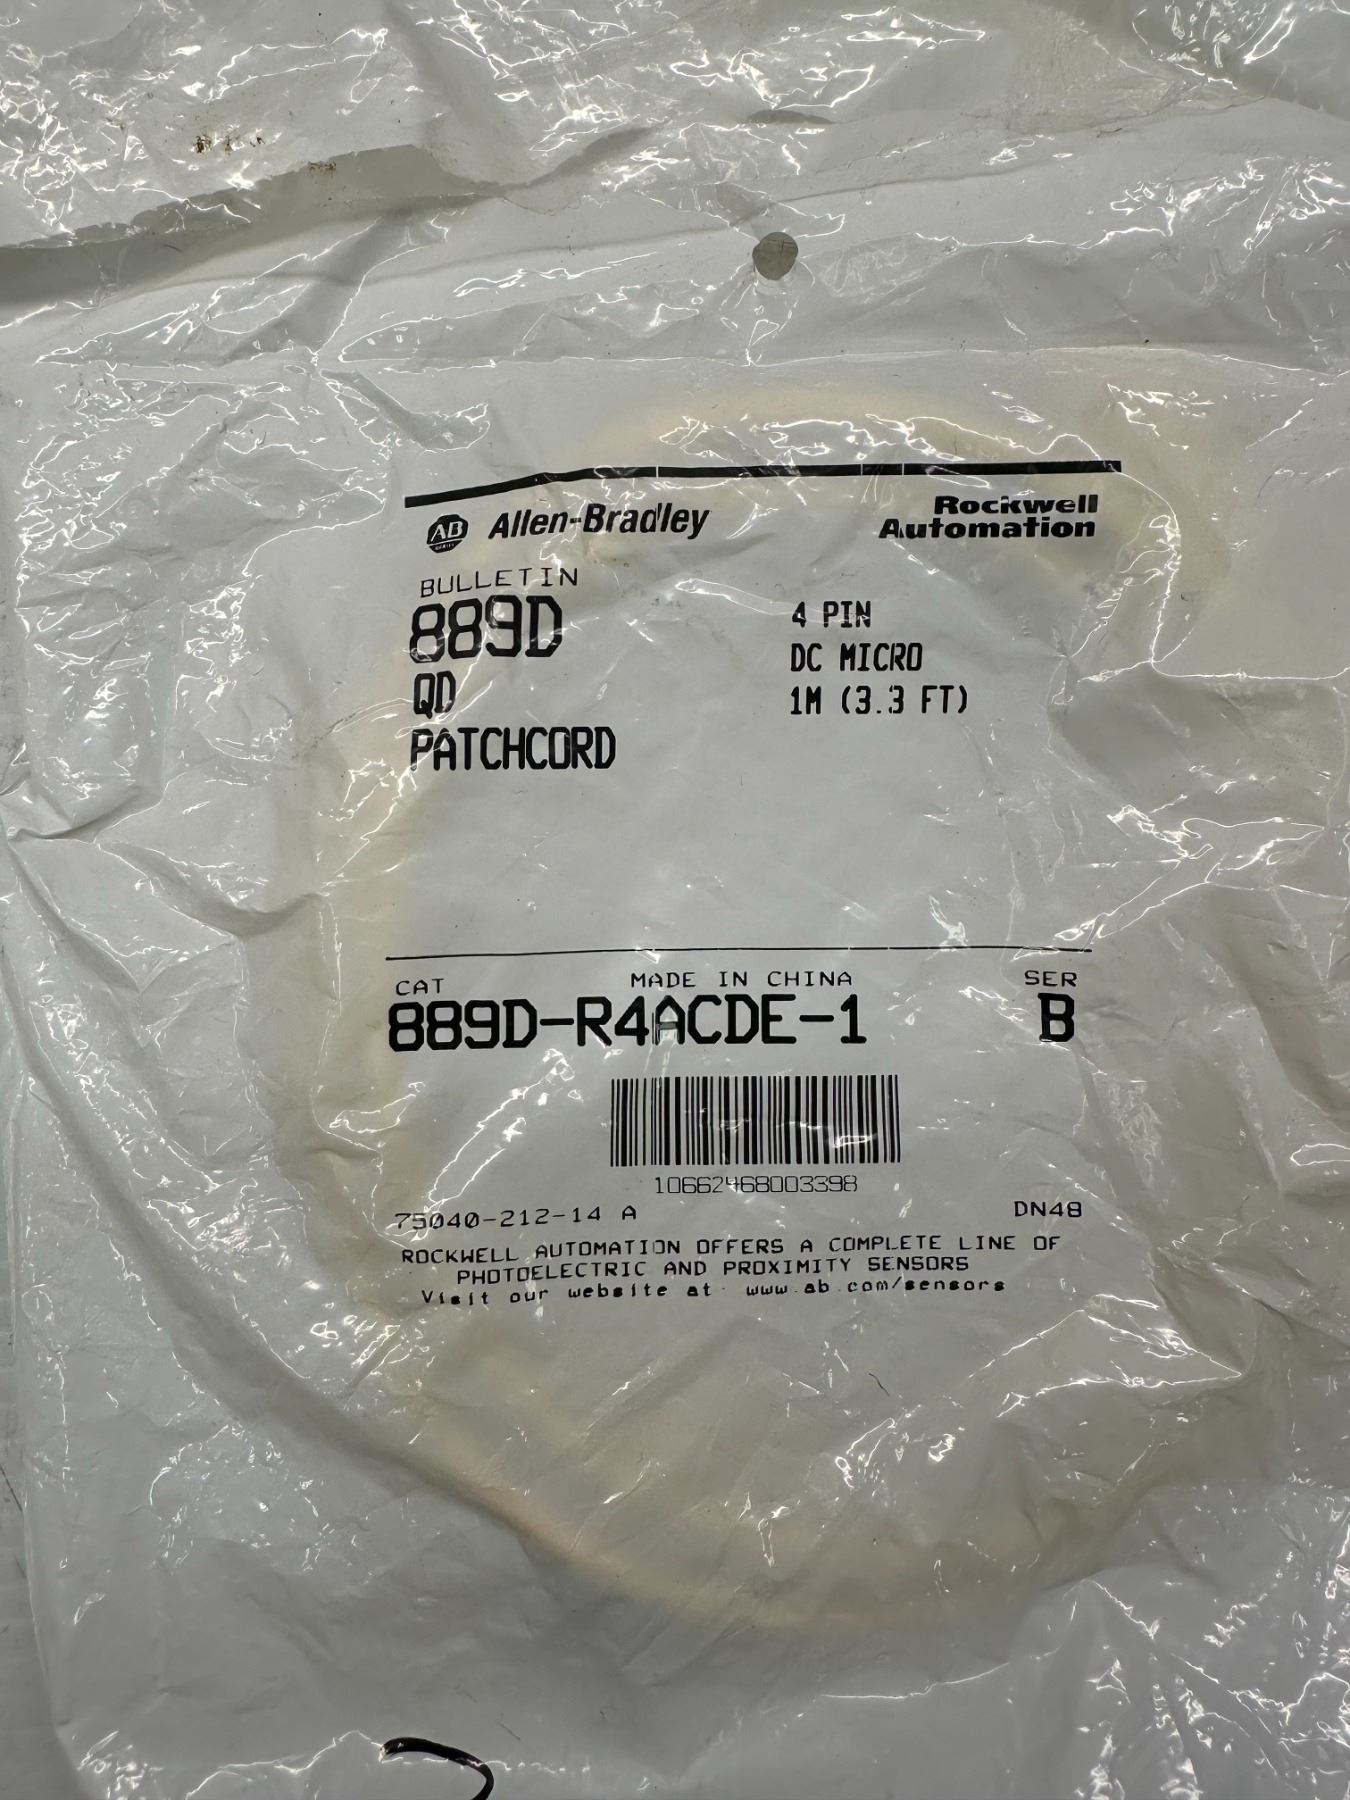 AB Allen-Bradley
Rockwell
Automation
BULLETIN
889D
QD
PATCHCORD
4 PIN
DC MICRO
1M (3.3 FT)
CAT
MADE IN CHINA
SER
889D-R4ACDE-1
B
10662468003398
75040-212-14 A
DN48
ROCKWELL AUTOMATION OFFERS A COMPLETE LINE OF
PHOTOELECTRIC AND PROXIMITY SENSORS
Visit our website at www.ab.com/sensors